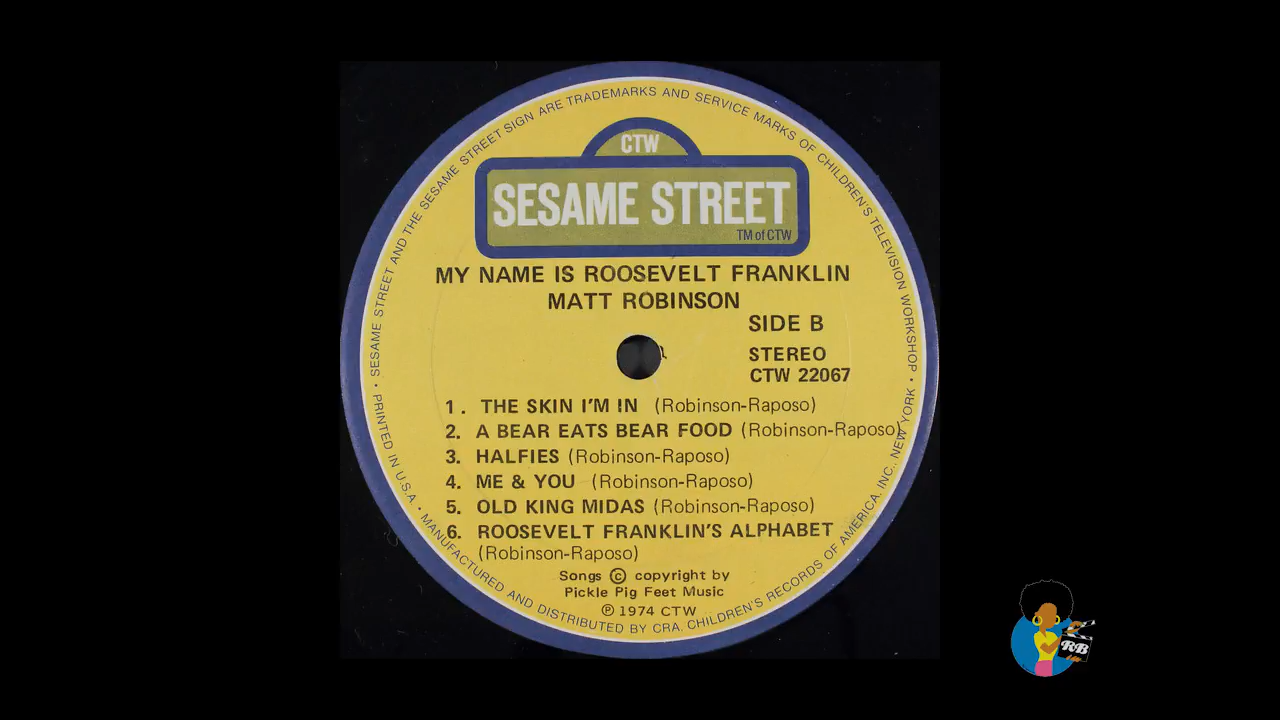 SESAME STREET AND THE SESAME STREET SIGN ARE TRADEMARKS AND SERVICE MARKS OF CHILDREN'S TELEVISION WORKSHOP
CTW
SESAME STREET
TM of CTW
MY NAME IS ROOSEVELT FRANKLIN
MATT ROBINSON
SIDE B
STEREO
CTW 22067
1. THE SKIN I'M IN (Robinson-Raposo)
2. A BEAR EATS BEAR FOOD (Robinson-Raposo)
3. HALFIES (Robinson-Raposo)
4. ME & YOU (Robinson-Raposo)
5. OLD KING MIDAS (Robinson-Raposo)
6. ROOSEVELT FRANKLIN'S ALPHABET
(Robinson-Raposo)
Songs © copyright by
Pickle Pig Feet Music
℗ 1974 CTW
• PRINTED IN U.S.A. • MANUFACTURED AND DISTRIBUTED BY CRA. CHILDREN'S RECORDS OF AMERICA, INC., NEW YORK •
RB